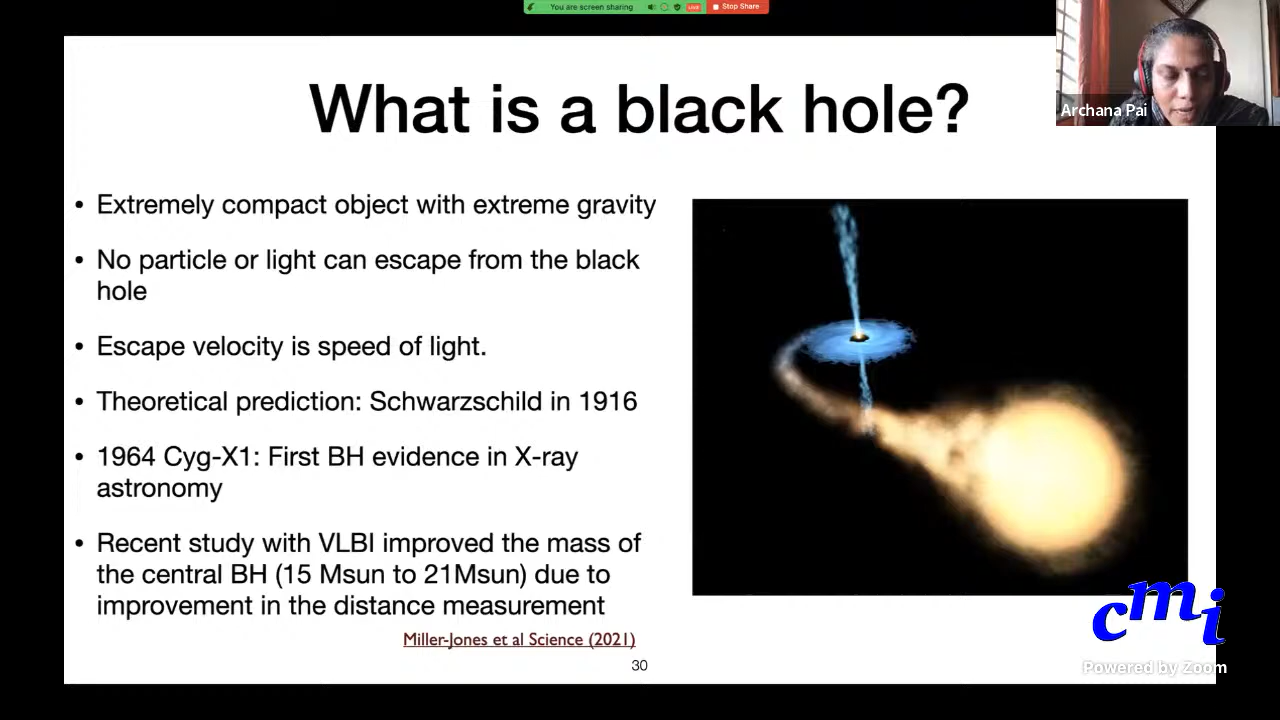 You are screen sharing
Live
Stop Share
Archana Pai
What is a black hole?
• Extremely compact object with extreme gravity
• No particle or light can escape from the black
hole
• Escape velocity is speed of light.
• Theoretical prediction: Schwarzschild in 1916
• 1964 Cyg-X1: First BH evidence in X-ray
astronomy
• Recent study with VLBI improved the mass of
the central BH (15 Msun to 21Msun) due to
improvement in the distance measurement
Miller-Jones et al Science (2021)
30
cmi
Powered by Zoom